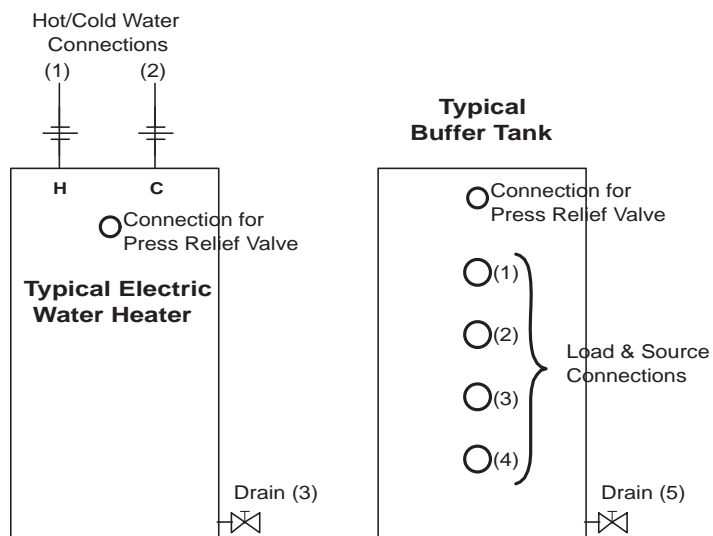 Hot/Cold Water
Connections
(1)
(2)
H
C
Connection for
Press Relief Valve
Typical Electric
Water Heater
Drain (3)
Typical
Buffer Tank
Connection for
Press Relief Valve
(1)
(2)
(3)
(4)
Load & Source
Connections
Drain (5)